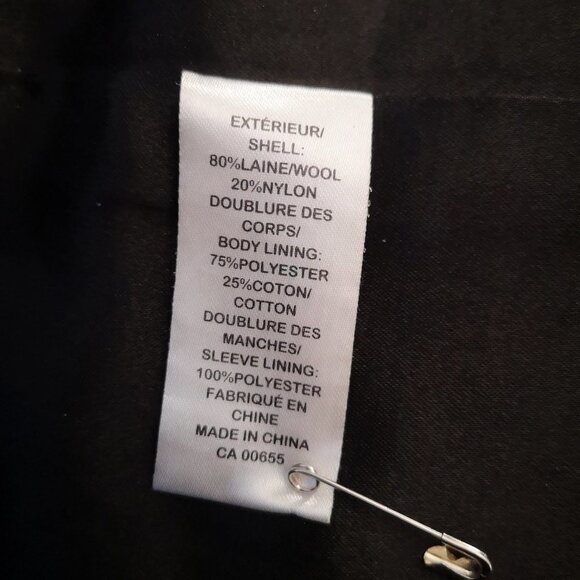 EXTÉRIEUR/
SHELL:
80%LAINE/WOOL
20%NYLON
DOUBLURE DES
CORPS/
BODY LINING:
75%POLYESTER
25%COTON/
COTTON
DOUBLURE DES
MANCHES/
SLEEVE LINING:
100%POLYESTER
FABRIQUÉ EN
CHINE
MADE IN CHINA
CA 00655